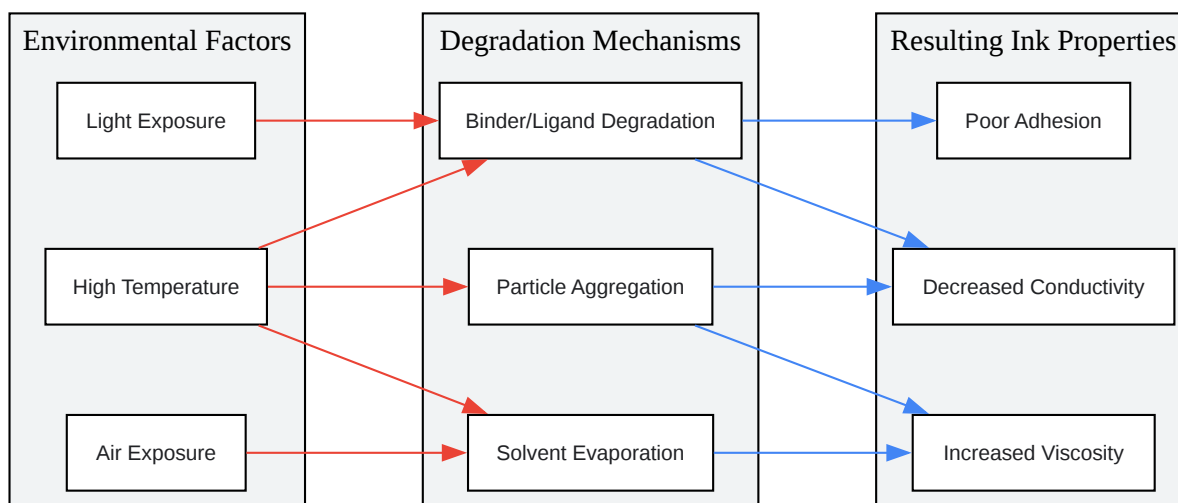 Environmental Factors
Degradation Mechanisms
Resulting Ink Properties
Light Exposure
Binder/Ligand Degradation
Poor Adhesion
High Temperature
Particle Aggregation
Decreased Conductivity
Air Exposure
Solvent Evaporation
Increased Viscosity